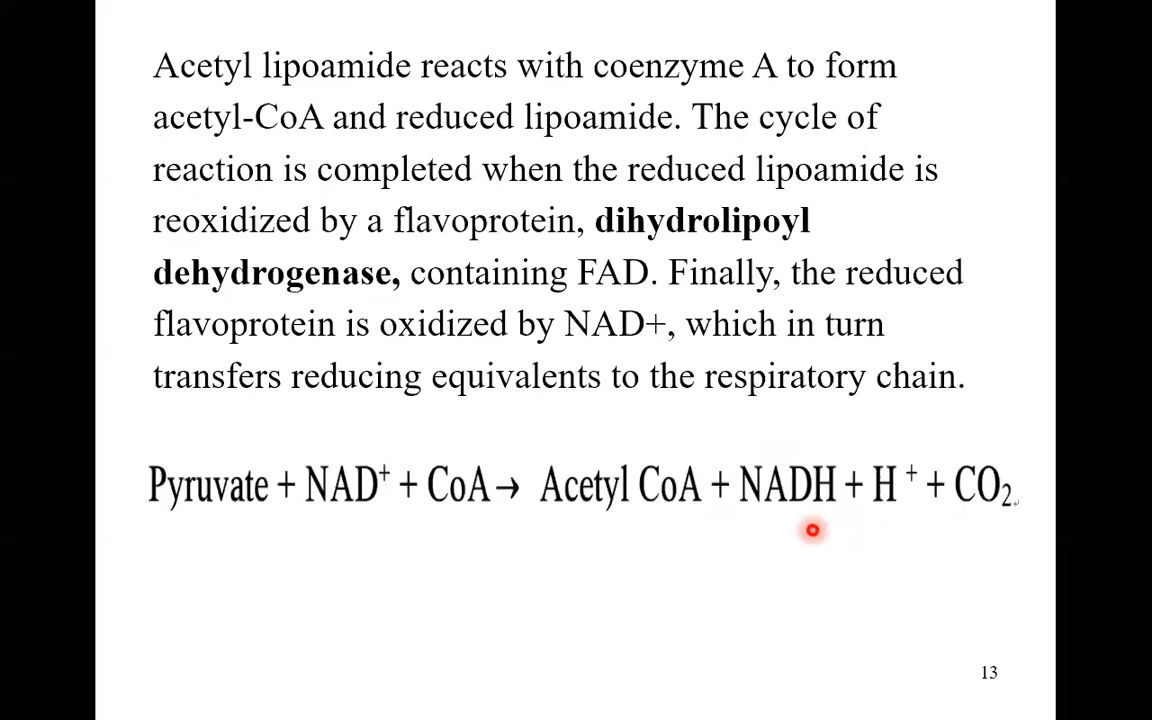 Acetyl lipoamide reacts with coenzyme A to form
acetyl-CoA and reduced lipoamide. The cycle of
reaction is completed when the reduced lipoamide is
reoxidized by a flavoprotein, dihydrolipoyl
dehydrogenase, containing FAD. Finally, the reduced
flavoprotein is oxidized by NAD+, which in turn
transfers reducing equivalents to the respiratory chain.
Pyruvate + NAD⁺ + CoA → Acetyl CoA + NADH + H ⁺ + CO₂
13